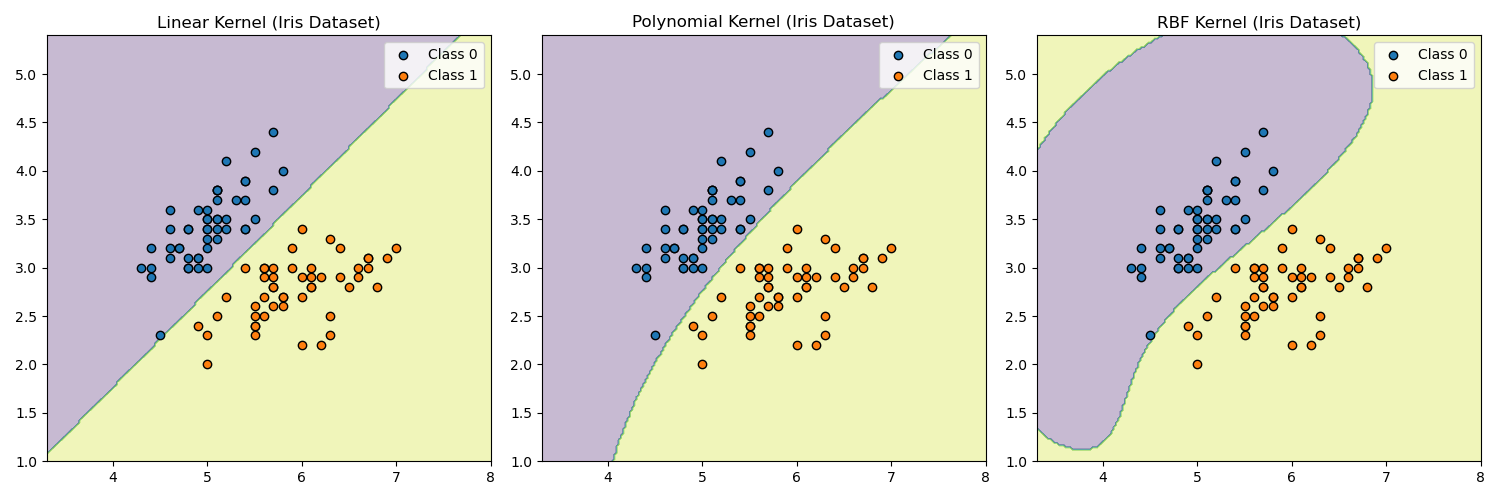 Linear Kernel (Iris Dataset)
Class 0
Class 1
5.0
4.5
4.0
3.5
3.0
2.5
2.0
1.5
1.0
4 5 6 7 8
Polynomial Kernel (Iris Dataset)
Class 0
Class 1
5.0
4.5
4.0
3.5
3.0
2.5
2.0
1.5
1.0
4 5 6 7 8
RBF Kernel (Iris Dataset)
Class 0
Class 1
5.0
4.5
4.0
3.5
3.0
2.5
2.0
1.5
1.0
4 5 6 7 8